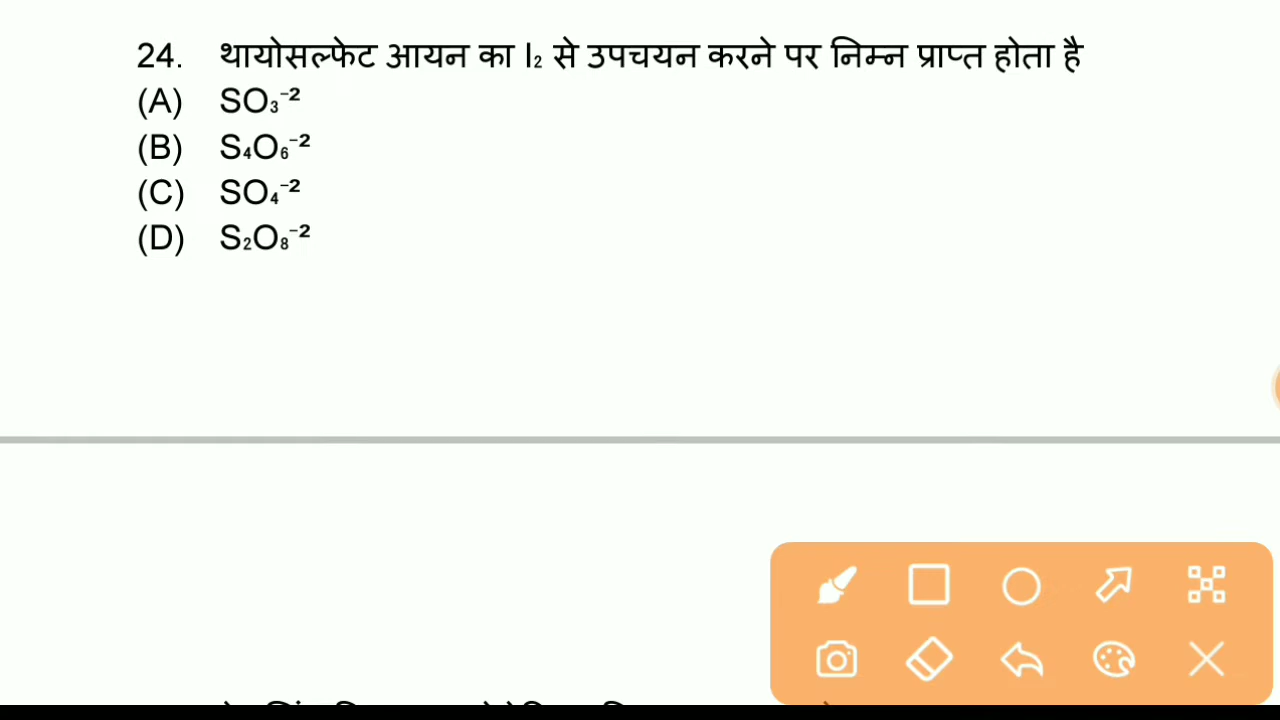 24. थायोसल्फेट आयन का I₂ से उपचयन करने पर निम्न प्राप्त होता है
(A) SO₃⁻²
(B) S₄O₆⁻²
(C) SO₄⁻²
(D) S₂O₈⁻²